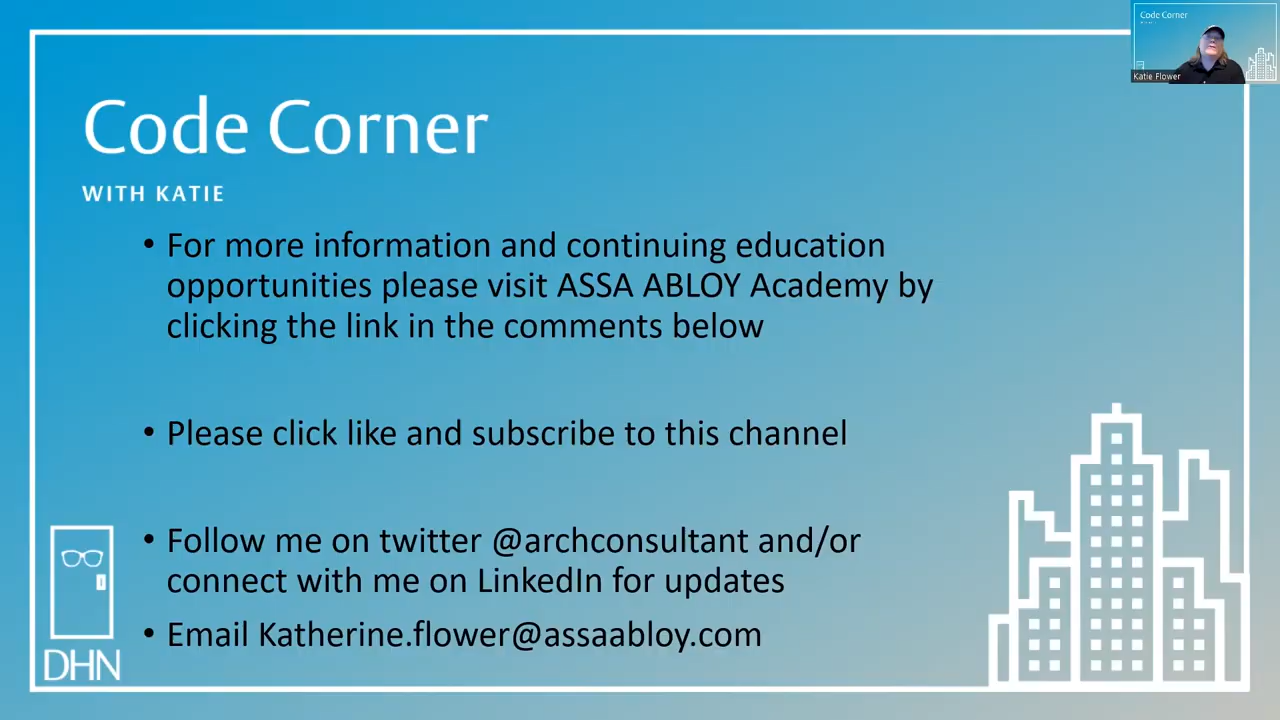 Code Corner
Katie Flower
Code Corner
WITH KATIE
• For more information and continuing education
opportunities please visit ASSA ABLOY Academy by
clicking the link in the comments below
• Please click like and subscribe to this channel
• Follow me on twitter @archconsultant and/or
connect with me on LinkedIn for updates
• Email Katherine.flower@assaabloy.com
DHN